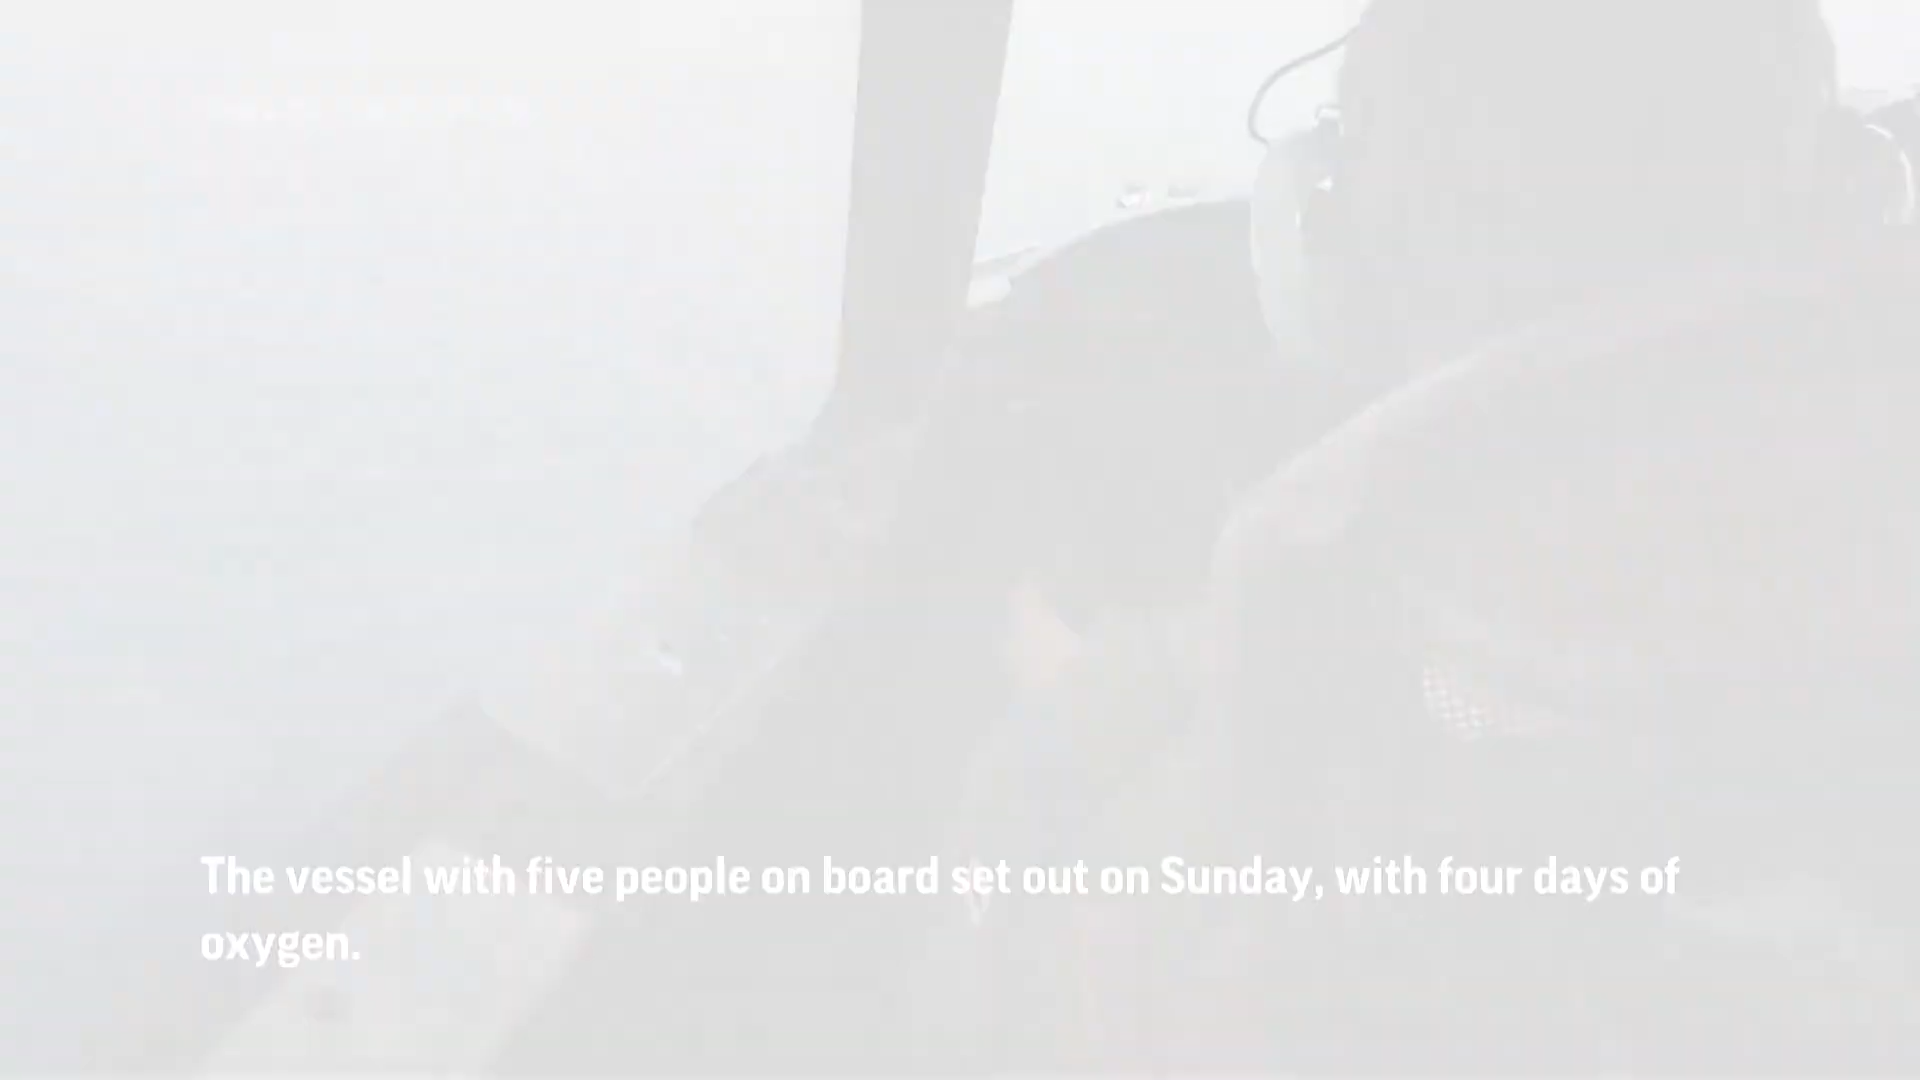 The vessel with five people on board set out on Sunday, with four days of
oxygen.